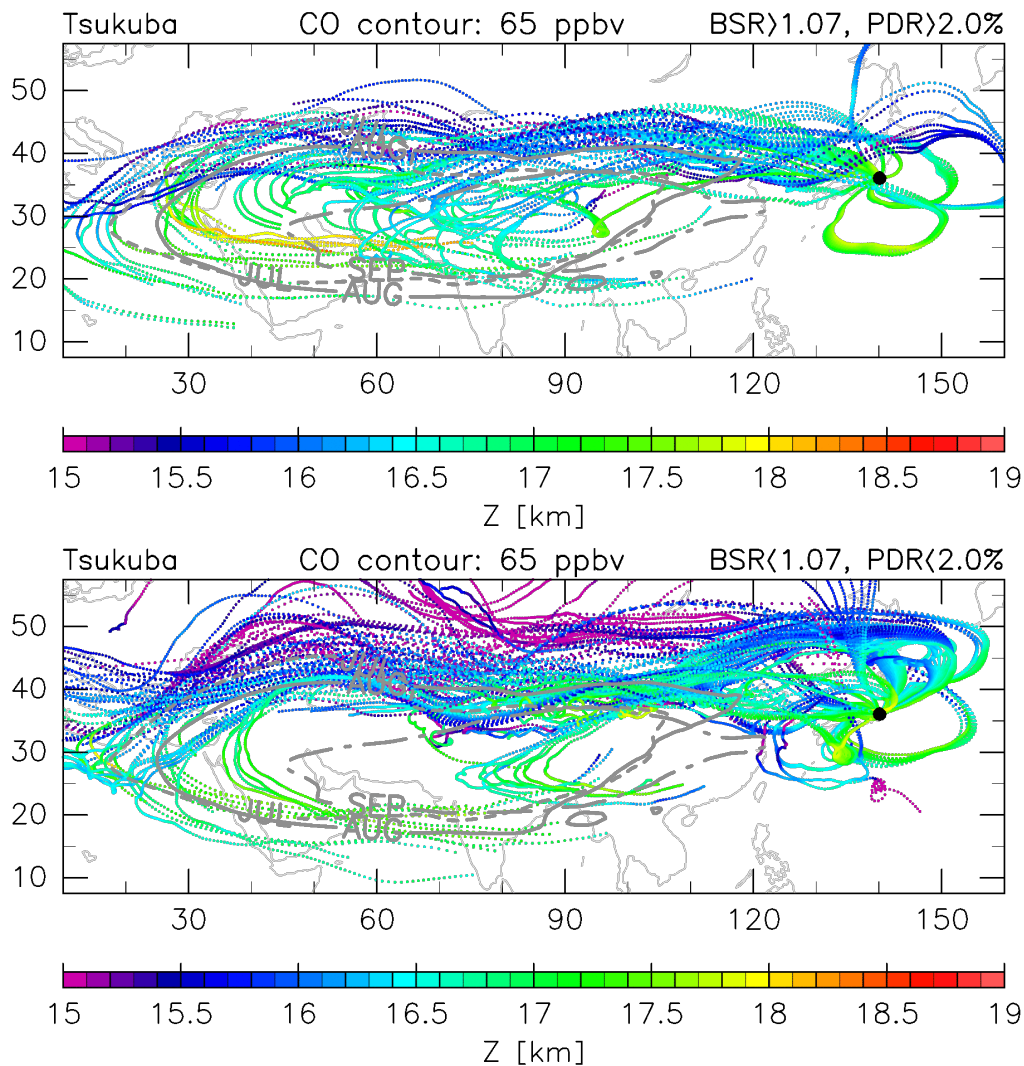 Tsukuba CO contour: 65 ppbv BSR>1.07, PDR>2.0%
50
40
30
20
10
JUL
AUG
SEP
JUL
AUG
30 60 90 120 150
15 15.5 16 16.5 17 17.5 18 18.5 19
Z [km]
Tsukuba CO contour: 65 ppbv BSR<1.07, PDR<2.0%
50
40
30
20
10
JUL
AUG
SEP
JUL
AUG
30 60 90 120 150
15 15.5 16 16.5 17 17.5 18 18.5 19
Z [km]